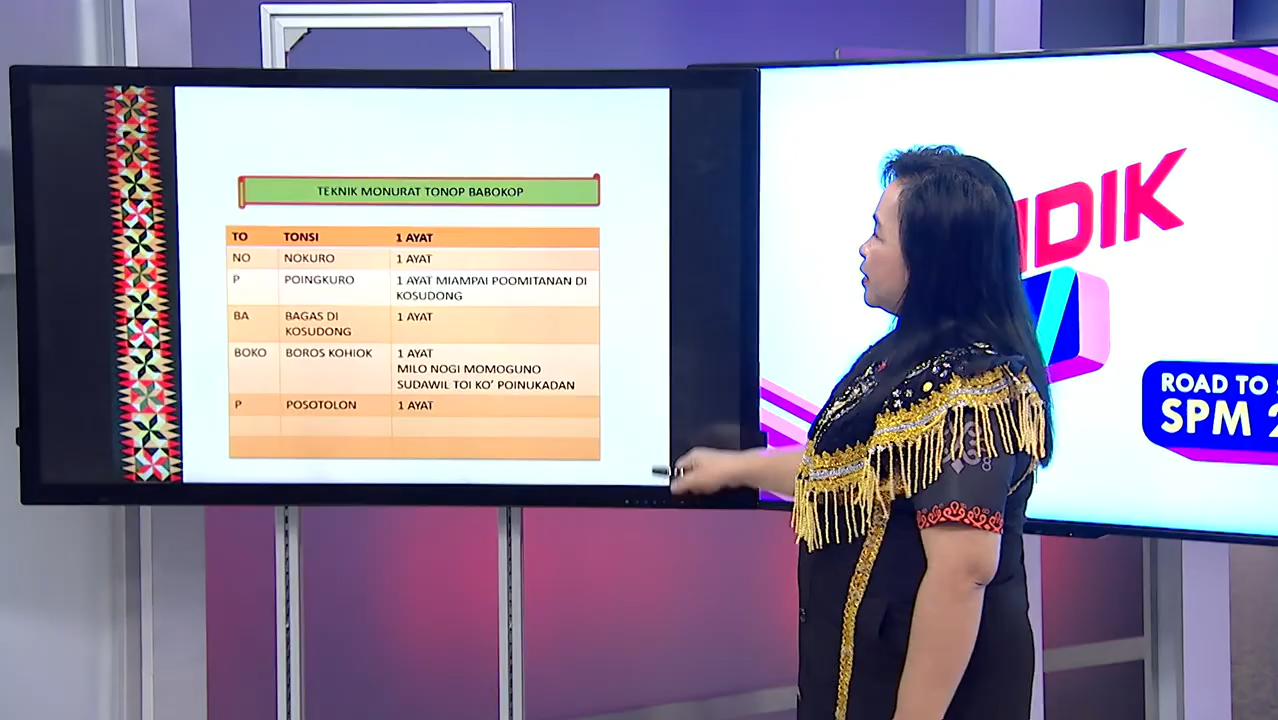 TEKNIK MONURAT TONOP BABOKOP
TO TONSI 1 AYAT
NO NOKURO 1 AYAT
P POINGKURO 1 AYAT MIAMPAI POOMITANAN DI
KOSUDONG
BA BAGAS DI 1 AYAT
KOSUDONG
BOKO BOROS KOHIOK 1 AYAT
MILO NOGI MOMOGUNO
SUDAWIL TOI KO' POINUKADAN
P POSOTOLON 1 AYAT
IDIK
ROAD TO
SPM 2